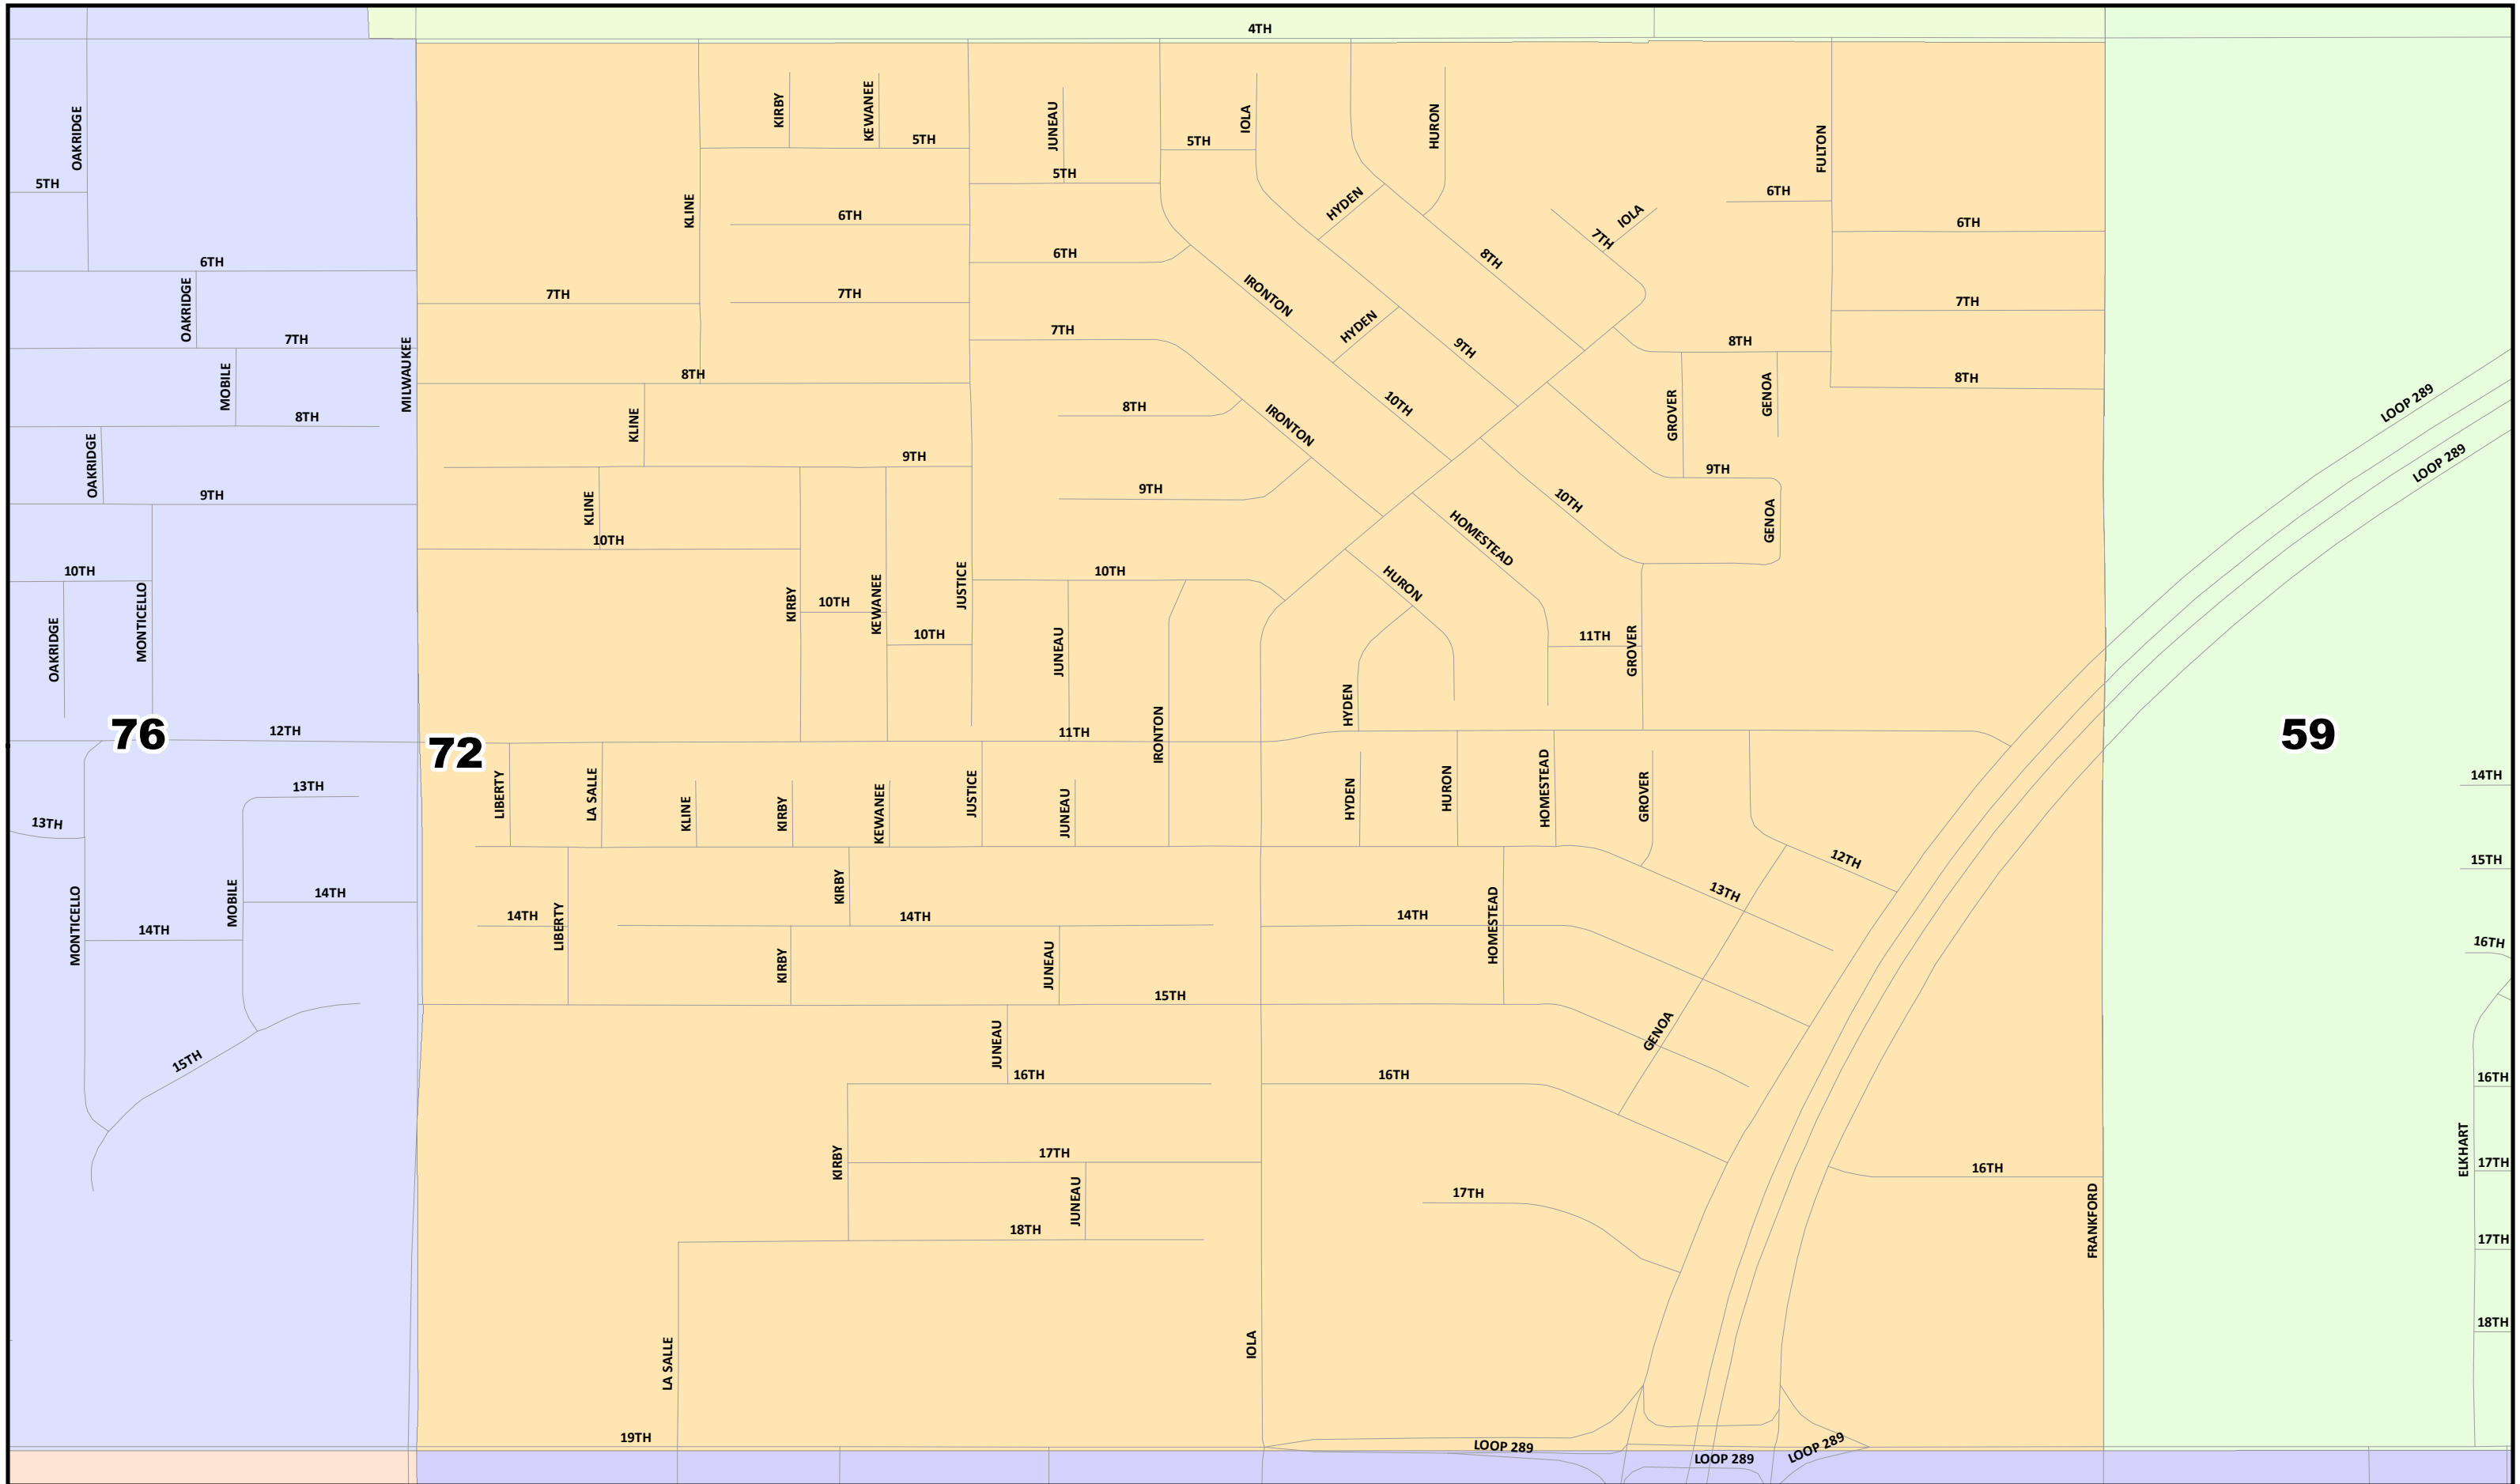 4TH
OAKRIDGE
KIRBY
KEWANEE
JUNEAU
IOLA
HURON
FULTON
5TH
5TH
5TH
5TH
KLINE
HYDEN
6TH
IOLA
6TH
6TH
7TH
8TH
6TH
6TH
OAKRIDGE
7TH
7TH
IRONTON
7TH
7TH
HYDEN
7TH
MILWAUKEE
9TH
8TH
8TH
8TH
MOBILE
GENOA
LOOP 289
KLINE
8TH
8TH
10TH
GROVER
IRONTON
OAKRIDGE
9TH
9TH
LOOP 289
9TH
KLINE
9TH
10TH
GENOA
10TH
HOMESTEAD
10TH
MONTICELLO
10TH
JUSTICE
HURON
KIRBY
10TH
KEWANEE
OAKRIDGE
10TH
JUNEAU
11TH
GROVER
HYDEN
IRONTON
76
12TH
72
11TH
59
LIBERTY
LA SALLE
KLINE
KIRBY
KEWANEE
JUSTICE
JUNEAU
HYDEN
HURON
HOMESTEAD
GROVER
14TH
13TH
13TH
12TH
15TH
MONTICELLO
MOBILE
14TH
KIRBY
13TH
14TH
LIBERTY
14TH
14TH
HOMESTEAD
14TH
KIRBY
JUNEAU
16TH
15TH
15TH
JUNEAU
GENOA
16TH
16TH
16TH
KIRBY
17TH
ELKHART
17TH
16TH
JUNEAU
17TH
FRANKFORD
18TH
17TH
LA SALLE
IOLA
18TH
19TH
LOOP 289
LOOP 289
LOOP 289